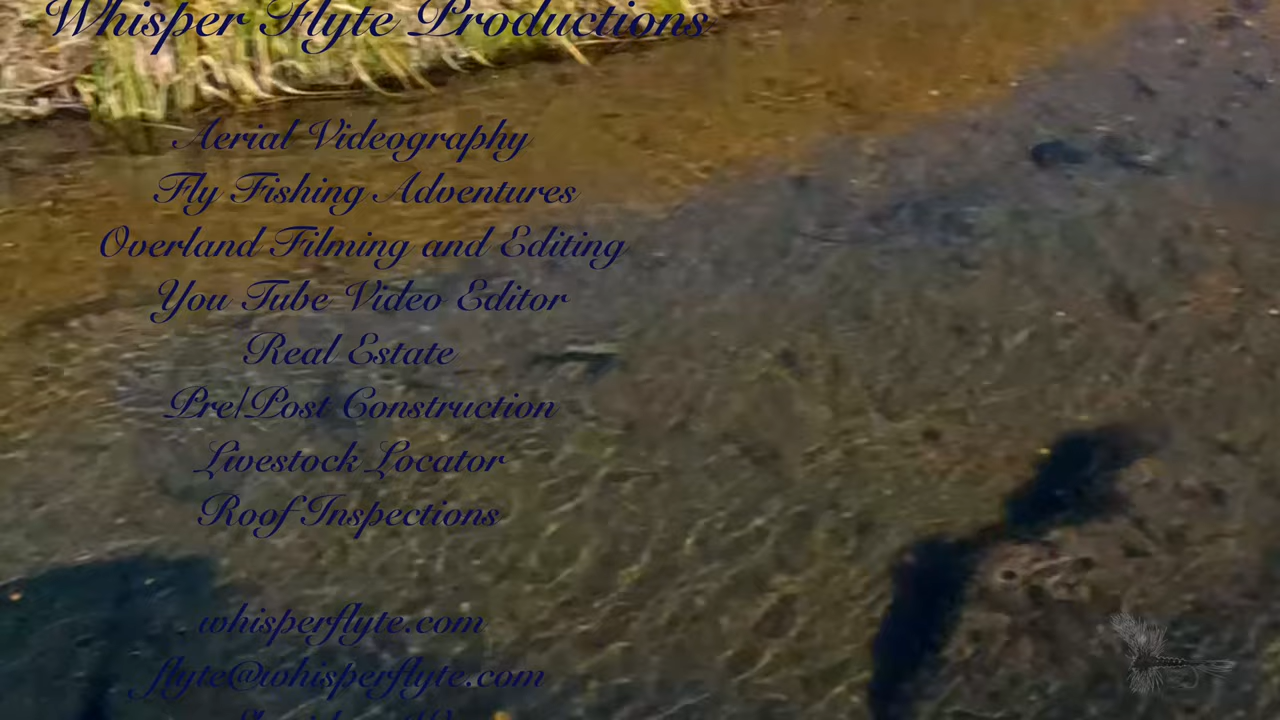 Whisper Flyte Productions
Aerial Videography
Fly Fishing Adventures
Overland Filming and Editing
You Tube Video Editor
Real Estate
Pre/Post Construction
Livestock Locator
Roof Inspections
whisperflyte.com
flyte@whisperflyte.com